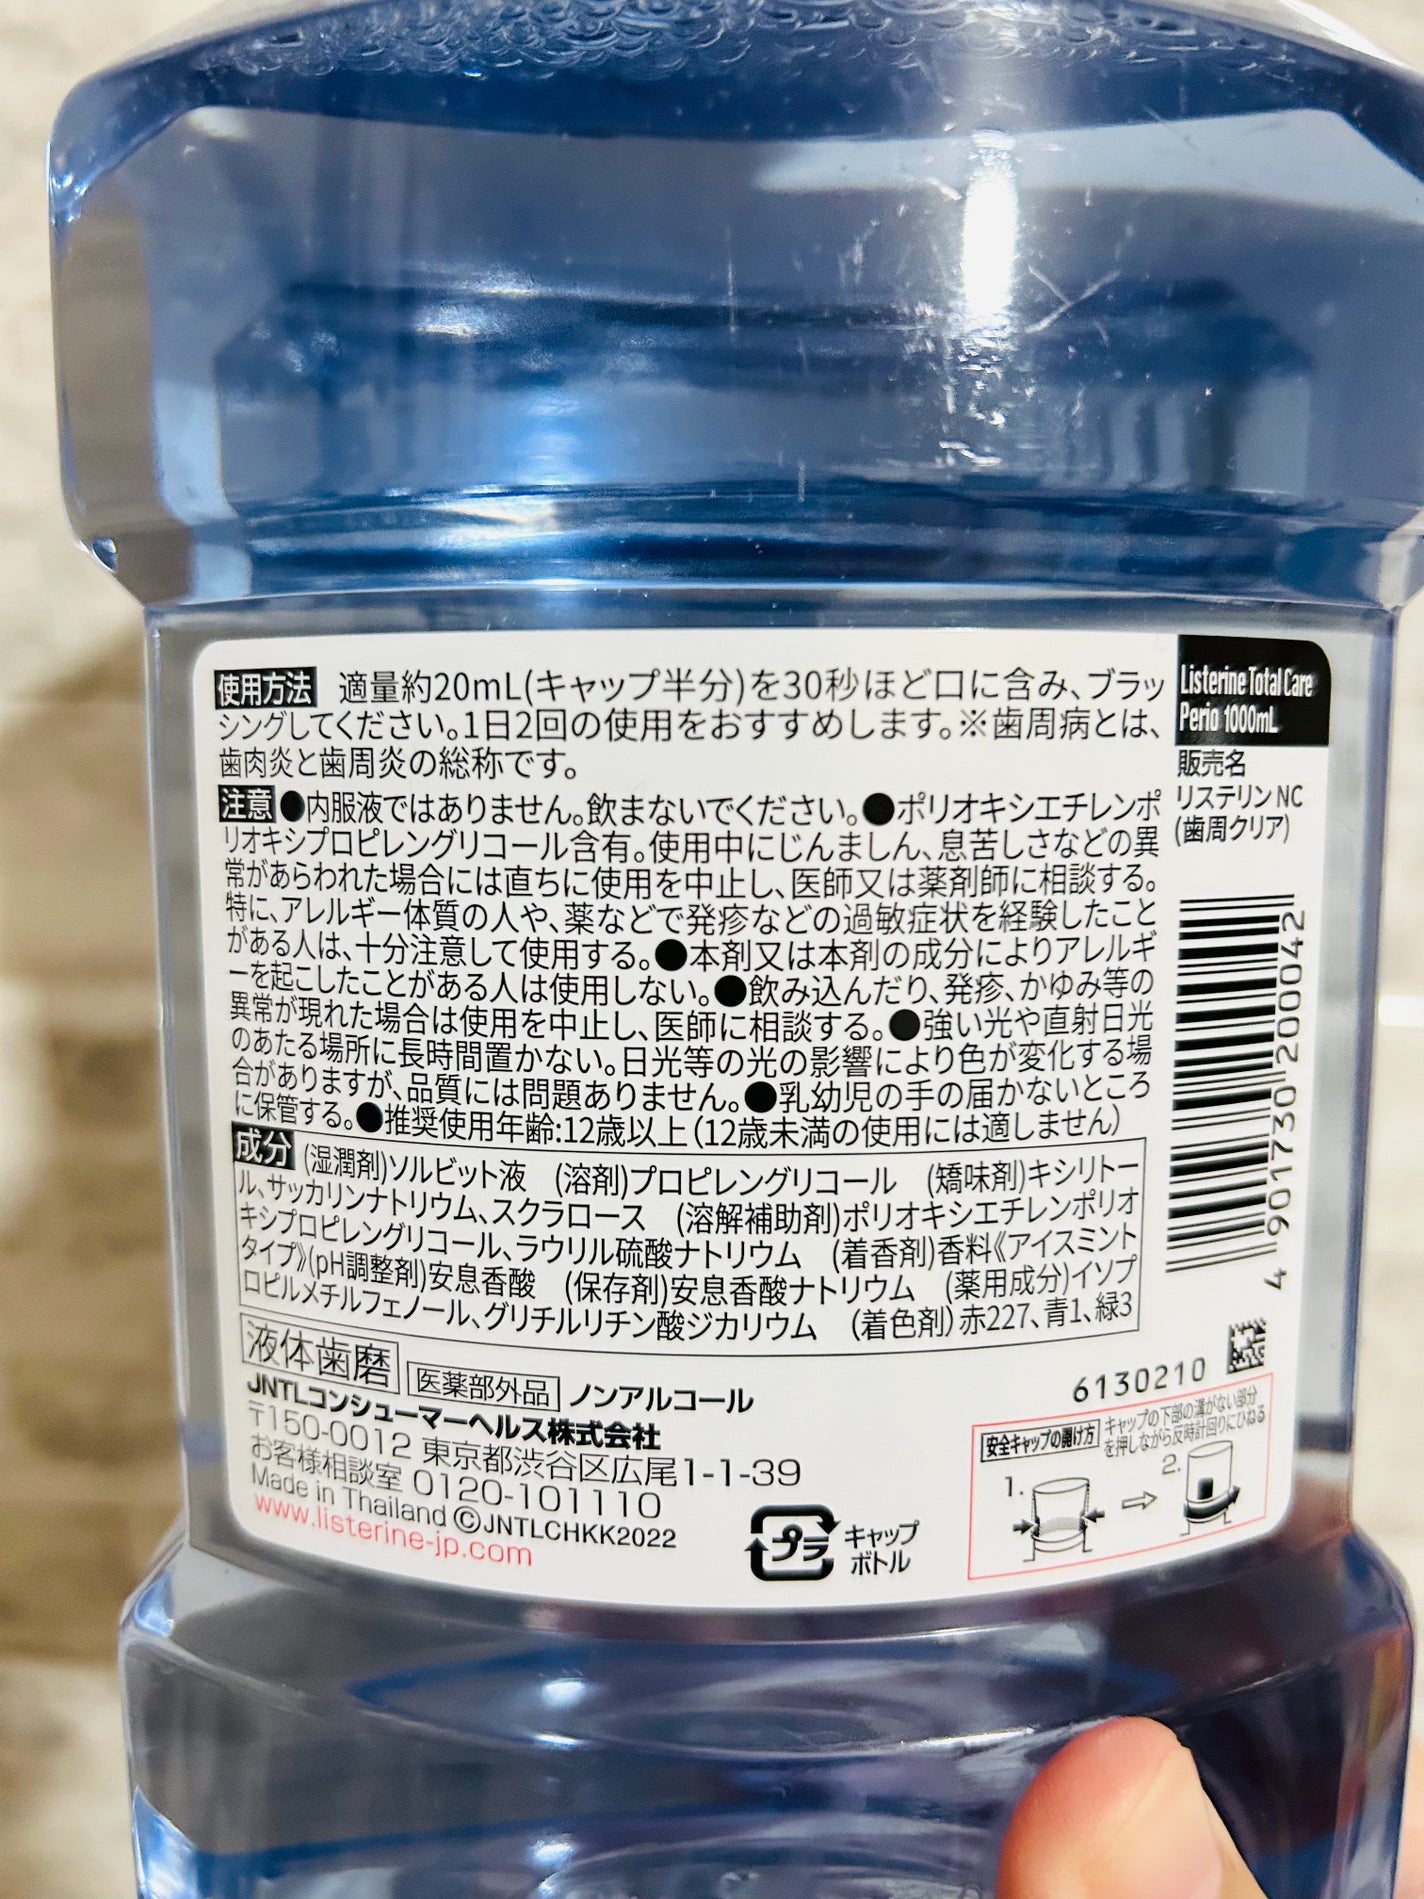 使用方法 適量約20mL(キャップ半分)を30秒ほど口に含み、ブラッ
シングしてください。1日2回の使用をおすすめします。※歯周病とは、
歯肉炎と歯周炎の総称です。
注意 ●内服液ではありません。飲まないでください。●ポリオキシエチレンポ
リオキシプロピレングリコール含有。使用中にじんましん、息苦しさなどの異
常があらわれた場合には直ちに使用を中止し、医師又は薬剤師に相談する。
特に、アレルギー体質の人や、薬などで発疹などの過敏症状を経験したこと
がある人は、十分注意して使用する。●本剤又は本剤の成分によりアレルギ
ーを起こしたことがある人は使用しない。●飲み込んだり、発疹、かゆみ等の
異常が現れた場合は使用を中止し、医師に相談する。●強い光や直射日光
のあたる場所に長時間置かない。日光等の光の影響により色が変化する場
合がありますが、品質には問題ありません。●乳幼児の手の届かないところ
に保管する。●推奨使用年齢:12歳以上(12歳未満の使用には適しません)
成分 (湿潤剤)ソルビット液 (溶剤)プロピレングリコール (矯味剤)キシリトー
ル、サッカリンナトリウム、スクラロース (溶解補助剤)ポリオキシエチレンポリオ
キシプロピレングリコール、ラウリル硫酸ナトリウム (着香剤)香料《アイスミント
タイプ》(pH調整剤)安息香酸 (保存剤)安息香酸ナトリウム (薬用成分)イソプ
ロピルメチルフェノール、グリチルリチン酸ジカリウム (着色剤)赤227、青1、緑3
液体歯磨 医薬部外品 ノンアルコール
JNTLコンシューマーヘルス株式会社
〒150-0012 東京都渋谷区広尾1-1-39
お客様相談室 0120-101110
Made in Thailand ©JNTLCHKK2022
www.listerine-jp.com
プラ
キャップ
ボトル
Listerine Total Care
Perio 1000mL
販売名
リステリン NC
(歯周クリア)
4 901730 200042
6130210
安全キャップの開け方
キャップの下部の溝がない部分
を押しながら反時計回りにひねる
1.
2.